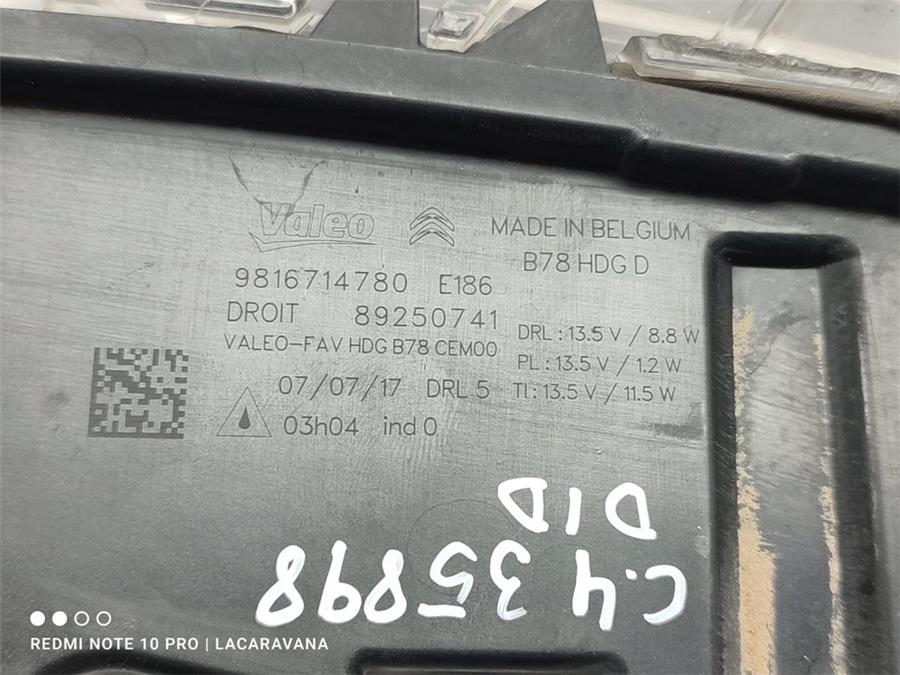 Valeo
MADE IN BELGIUM
B78 HDG D
9816714780 E186
DROIT 89250741
VALEO-FAV HDG B78 CEM00
DRL : 13.5 V / 8.8 W
PL : 13.5 V / 1.2 W
TI : 13.5 V / 11.5 W
07/07/17 DRL 5
03h04 ind 0
C.4 35898
DID
REDMI NOTE 10 PRO | LACARAVANA